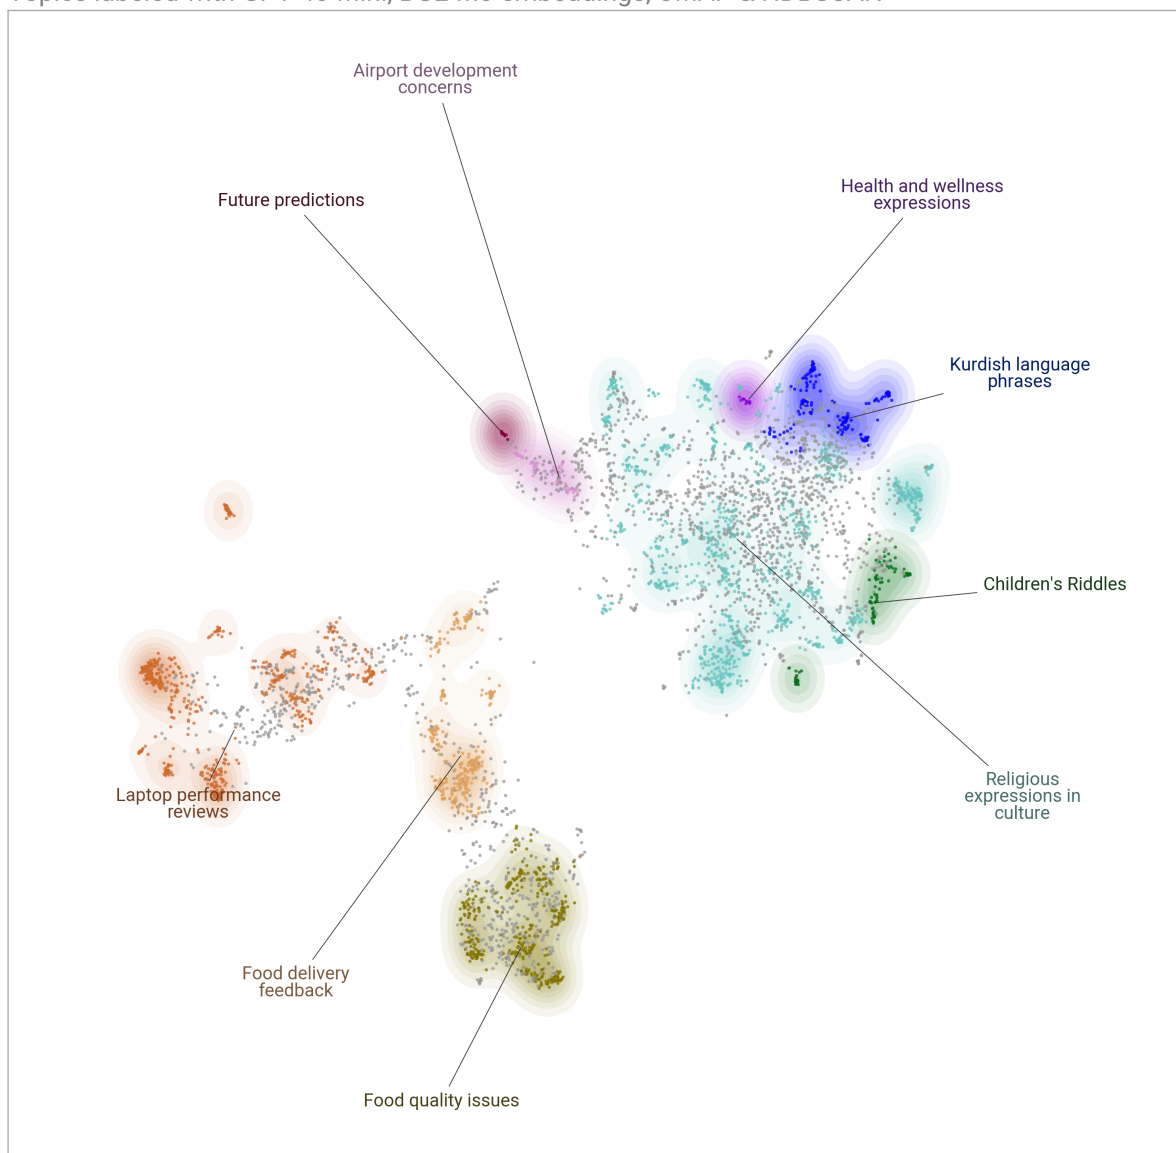 Airport development
concerns
Future predictions
Health and wellness
expressions
Kurdish language
phrases
Children's Riddles
Religious
expressions in
culture
Laptop performance
reviews
Food delivery
feedback
Food quality issues